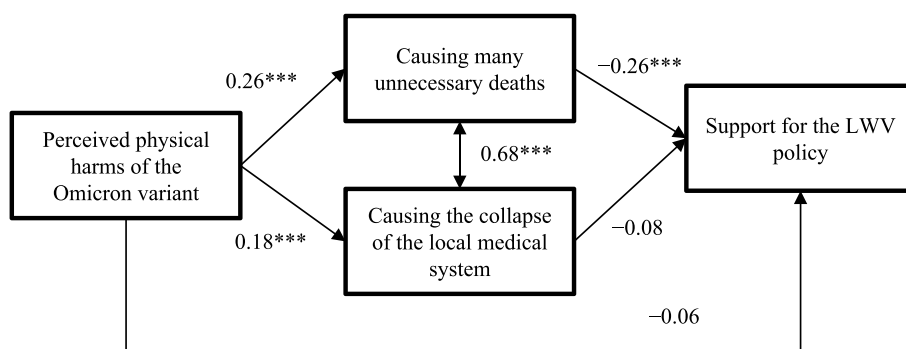 Causing many
unnecessary deaths
0.26***
−0.26***
Perceived physical
harms of the
Omicron variant
Support for the LWV
policy
0.68***
0.18***
Causing the collapse
of the local medical
system
−0.08
−0.06